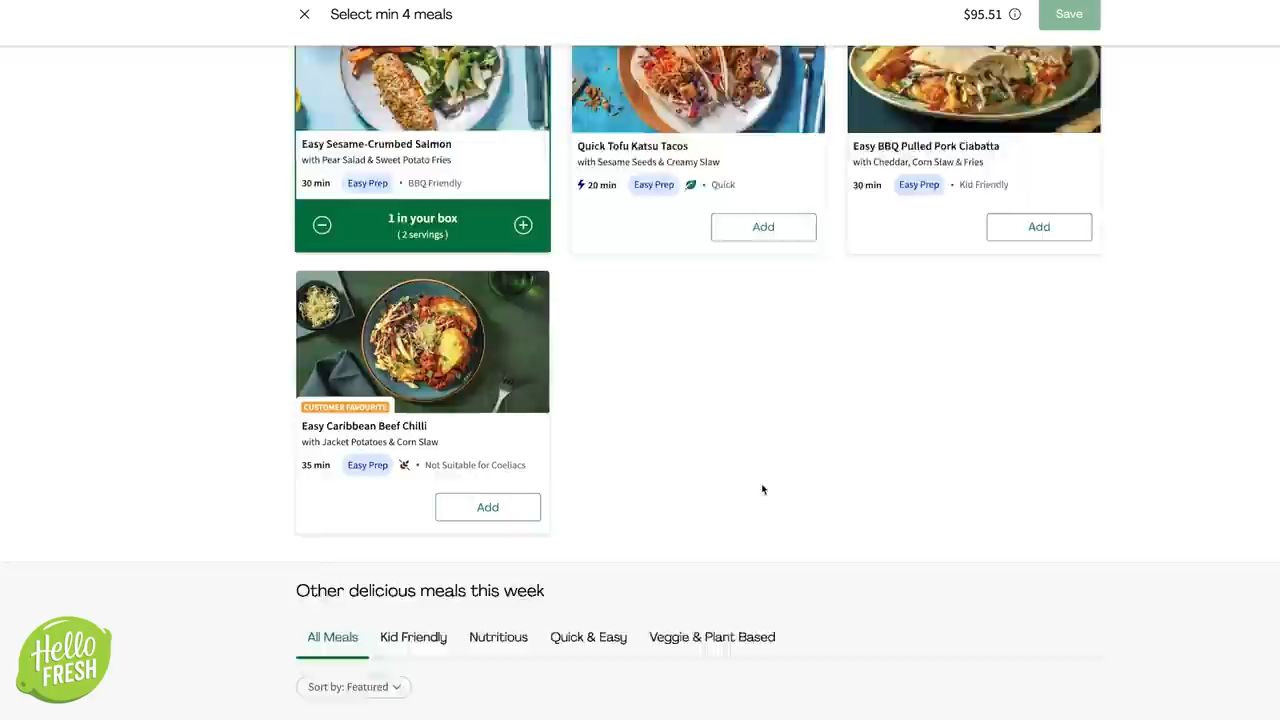 Select min 4 meals
$95.51
Save
Easy Sesame-Crumbed Salmon
with Pear Salad & Sweet Potato Fries
30 min Easy Prep • BBQ Friendly
1 in your box
( 2 servings )
Quick Tofu Katsu Tacos
with Sesame Seeds & Creamy Slaw
20 min Easy Prep • Quick
Add
Easy BBQ Pulled Pork Ciabatta
with Cheddar, Corn Slaw & Fries
30 min Easy Prep • Kid Friendly
Add
CUSTOMER FAVOURITE
Easy Caribbean Beef Chilli
with Jacket Potatoes & Corn Slaw
35 min Easy Prep • Not Suitable for Coeliacs
Add
Other delicious meals this week
All Meals Kid Friendly Nutritious Quick & Easy Veggie & Plant Based
Sort by: Featured
Hello
FRESH